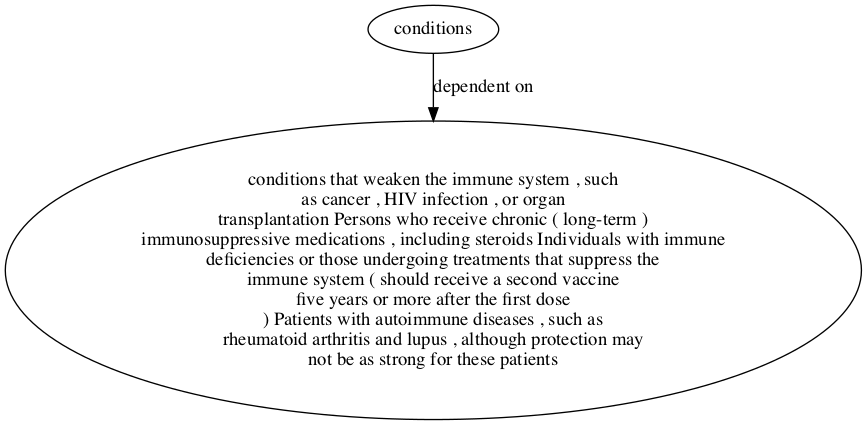 conditions
dependent on
conditions that weaken the immune system , such
as cancer , HIV infection , or organ
transplantation Persons who receive chronic ( long-term )
immunosuppressive medications , including steroids Individuals with immune
deficiencies or those undergoing treatments that suppress the
immune system ( should receive a second vaccine
five years or more after the first dose
) Patients with autoimmune diseases , such as
rheumatoid arthritis and lupus , although protection may
not be as strong for these patients